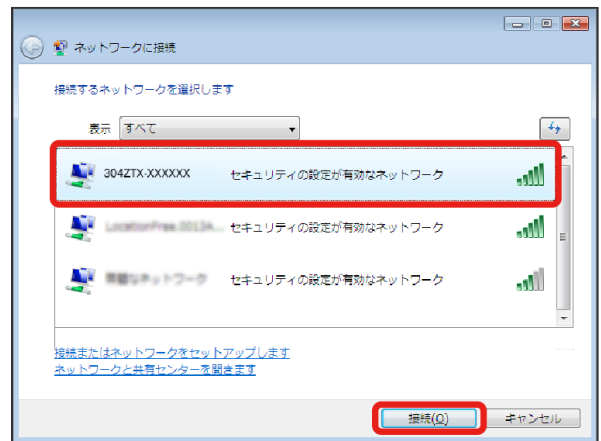 ネットワークに接続
接続するネットワークを選択します
表示 すべて
304ZTX-XXXXXX セキュリティの設定が有効なネットワーク
セキュリティの設定が有効なネットワーク
セキュリティの設定が有効なネットワーク
接続またはネットワークをセットアップします
ネットワークと共有センターを開きます
接続(O) キャンセル